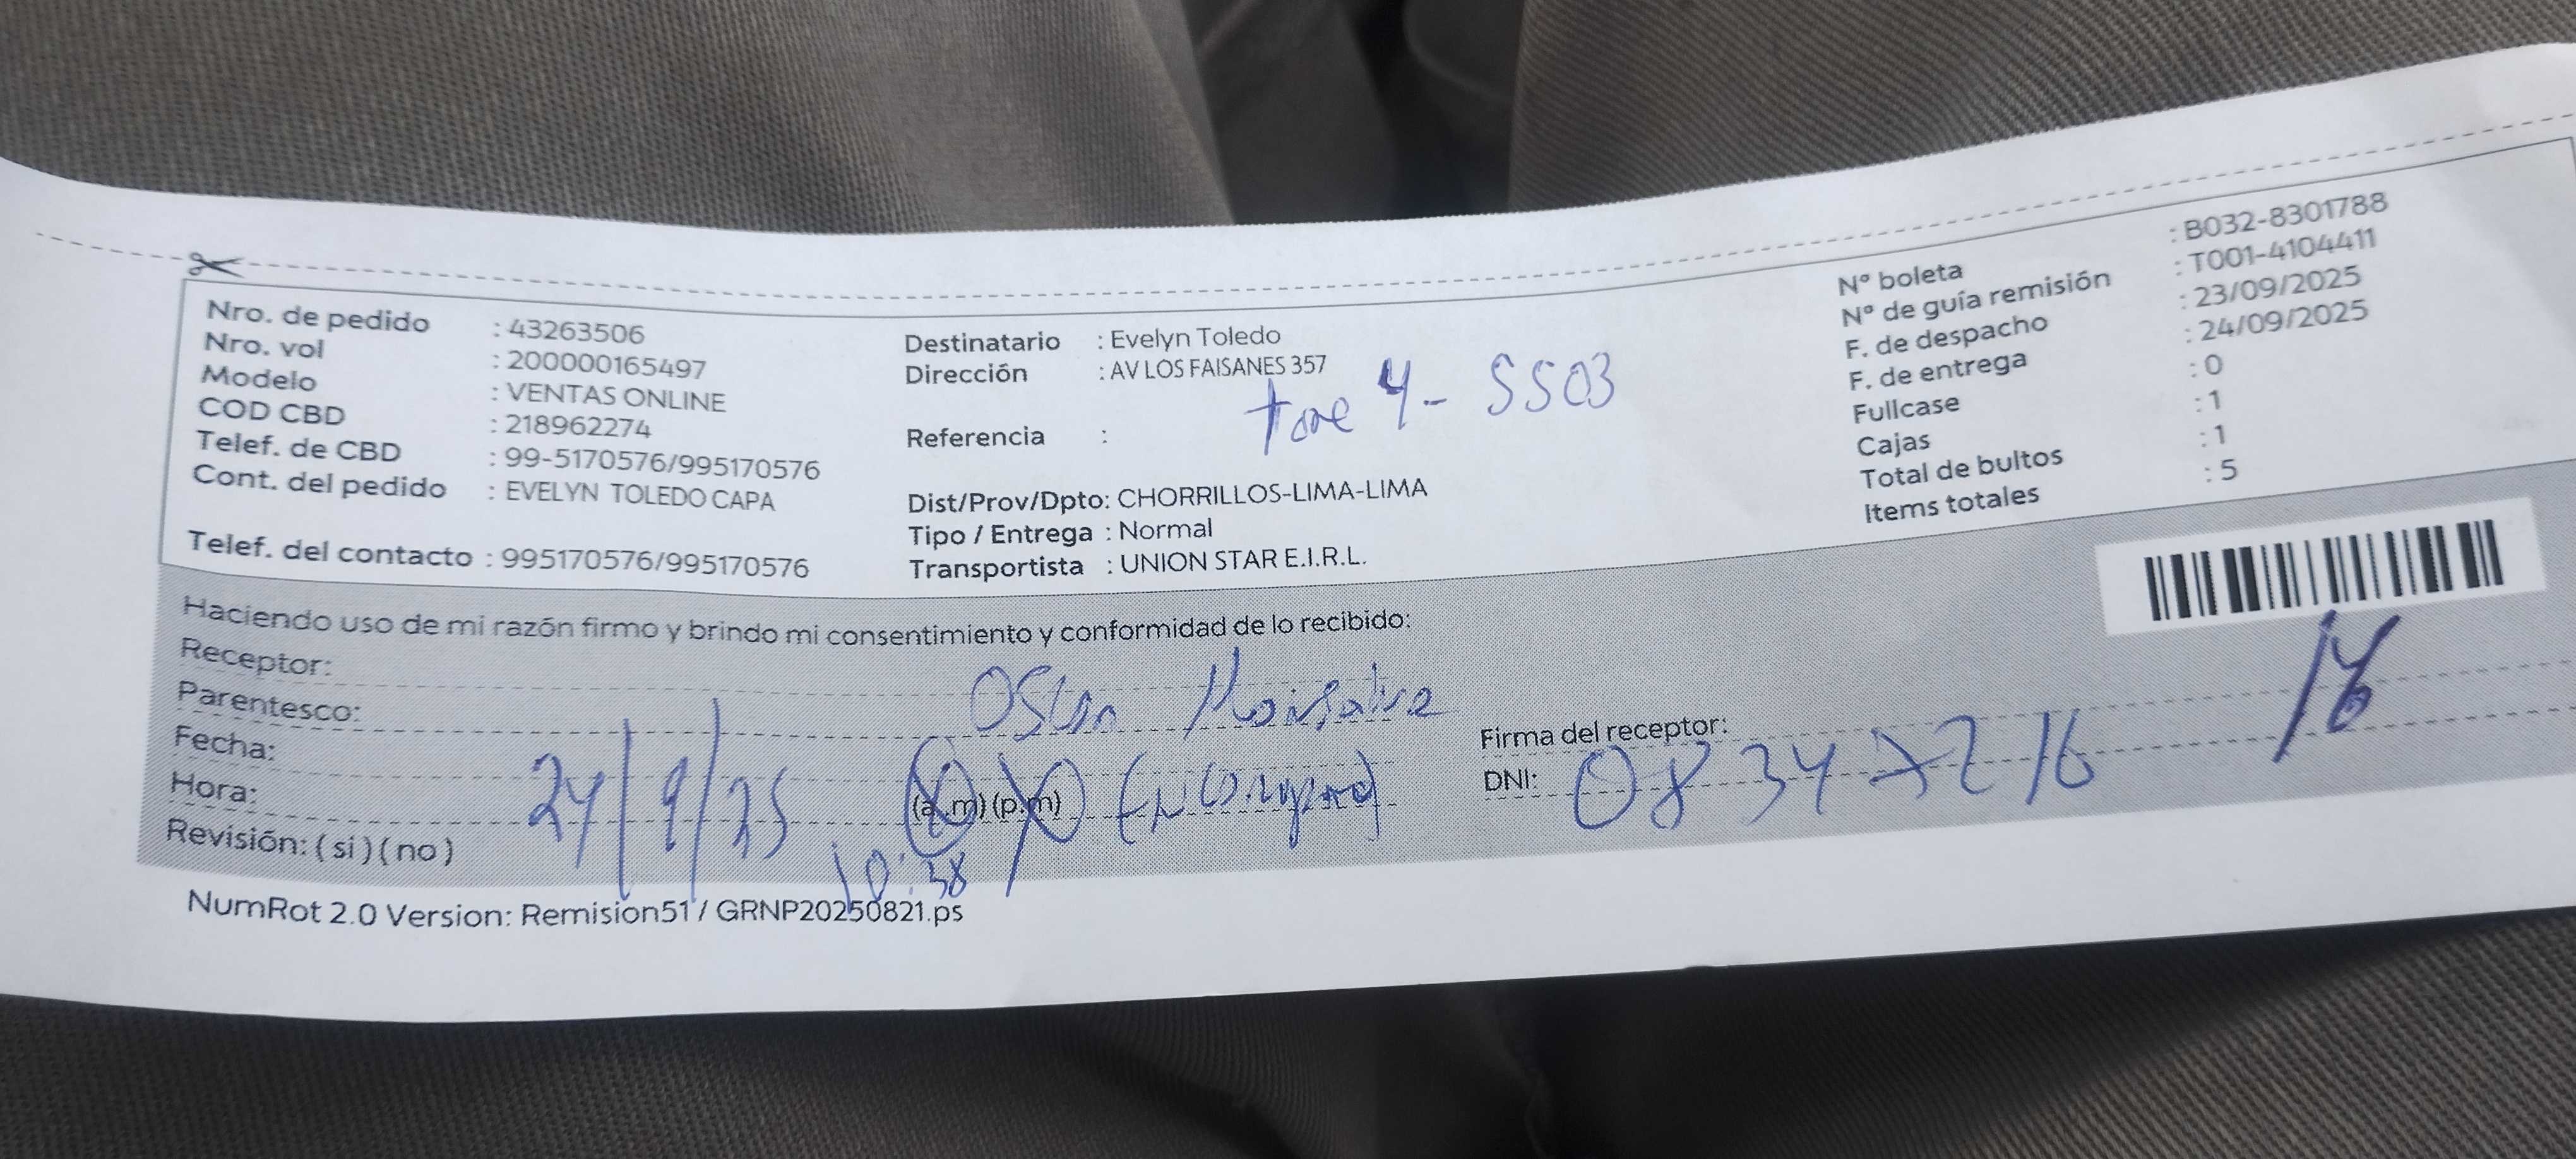 Nro. de pedido : 43263506
Nro. vol : 200000165497
Modelo : VENTAS ONLINE
COD CBD : 218962274
Telef. de CBD : 99-5170576/995170576
Cont. del pedido : EVELYN TOLEDO CAPA
Telef. del contacto : 995170576/995170576
Destinatario : Evelyn Toledo
Dirección : AV LOS FAISANES 357
4 - 5503
Referencia :
Dist/Prov/Dpto: CHORRILLOS-LIMA-LIMA
Tipo / Entrega : Normal
Transportista : UNION STAR E.I.R.L.
N° boleta : B032-8301788
N° de guía remisión : T001-4104411
F. de despacho : 23/09/2025
F. de entrega : 24/09/2025
Fullcase : 0
Cajas : 1
Total de bultos : 1
Items totales : 5
Haciendo uso de mi razón firmo y brindo mi consentimiento y conformidad de lo recibido:
Receptor:
Parentesco:
Fecha: 24/9/25
Hora: (a.m) (p.m) 10:38
Revisión: ( si ) ( no )
Firma del receptor:
DNI: 08347216
NumRot 2.0 Version: Remision51 / GRNP20250821.ps